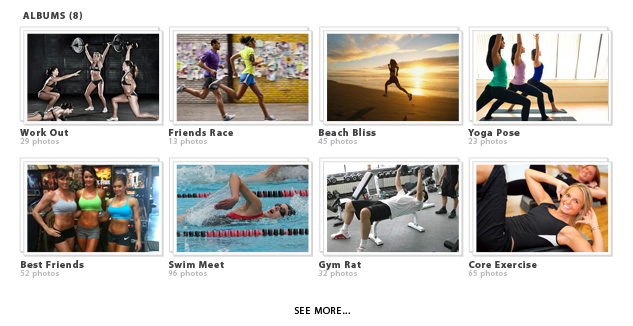 ALBUMS (8)
Work Out
29 photos
Friends Race
13 photos
Beach Bliss
45 photos
Yoga Pose
23 photos
Best Friends
52 photos
Swim Meet
96 photos
Gym Rat
32 photos
Core Exercise
65 photos
SEE MORE...